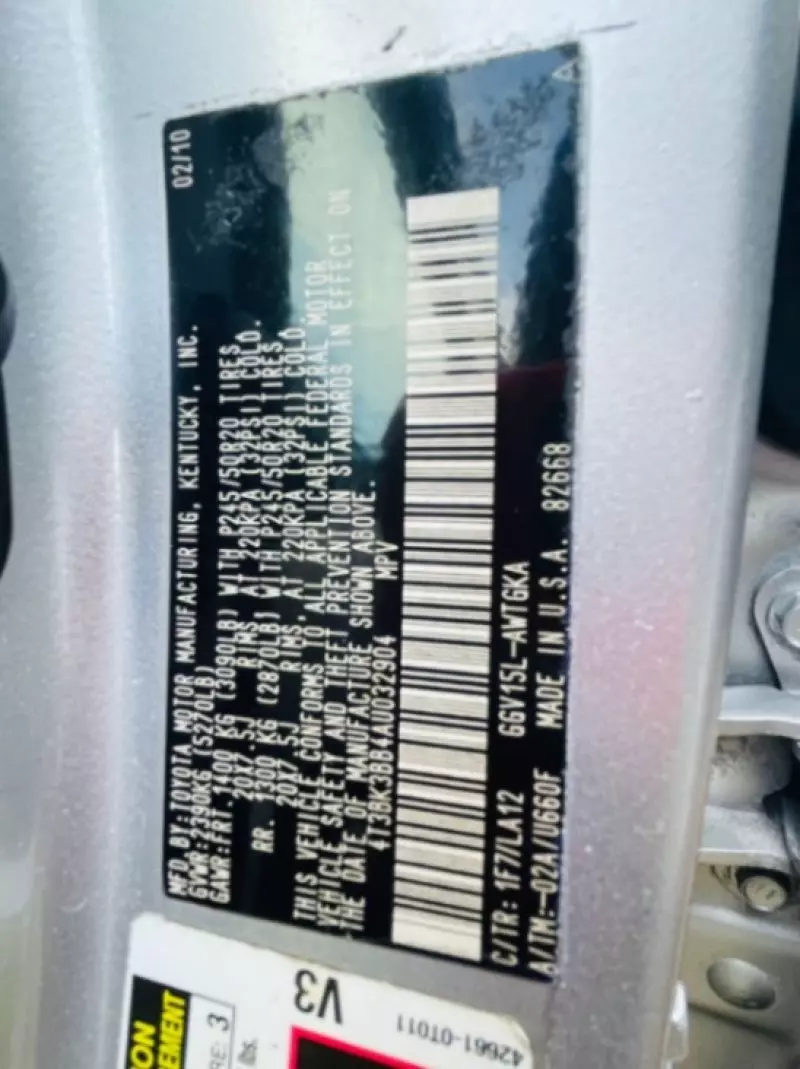 MFD.BY:TOYOTA MOTOR MANUFACTURING, KENTUCKY, INC. 02/10
GVWR:2390KG (5270LB)
GAWR:FRT.1400 KG (3090LB) WITH P245/50R20 TIRES,
20X7.5J RIMS, AT 220KPA (32PSI) COLD.
RR. 1300 KG (2870LB) WITH P245/50R20 TIRES,
20X7.5J RIMS, AT 220KPA (32PSI) COLD.
THIS VEHICLE CONFORMS TO ALL APPLICABLE FEDERAL MOTOR
VEHICLE SAFETY AND THEFT PREVENTION STANDARDS IN EFFECT ON
THE DATE OF MANUFACTURE SHOWN ABOVE.
4T3BK3BB4AU032904 MPV
C/TR: 1F7/LA12 GGV15L-AWTGKA
A/TM:-02A/U660F MADE IN U.S.A. 82668
A
V3
42661-0T011
3
lbs.